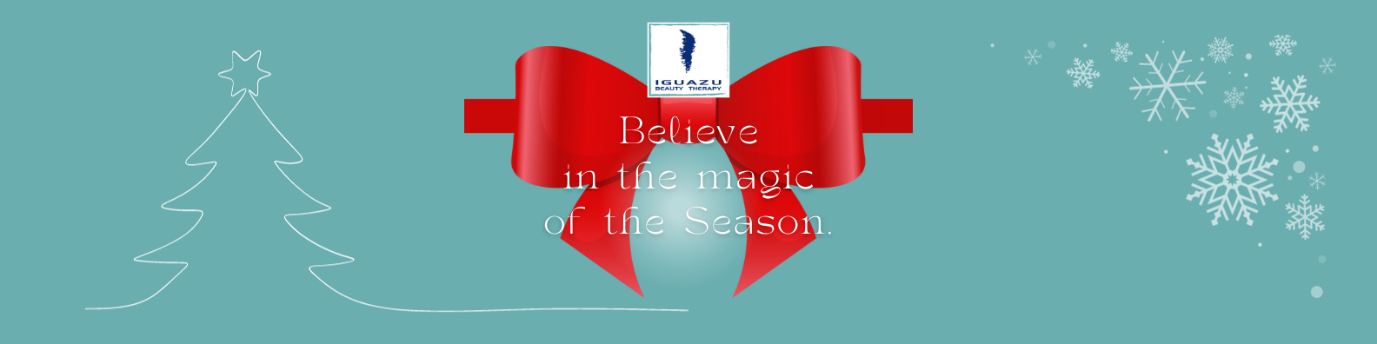 IGUAZU
BEAUTY THERAPY
Believe
in the magic
of the Season.